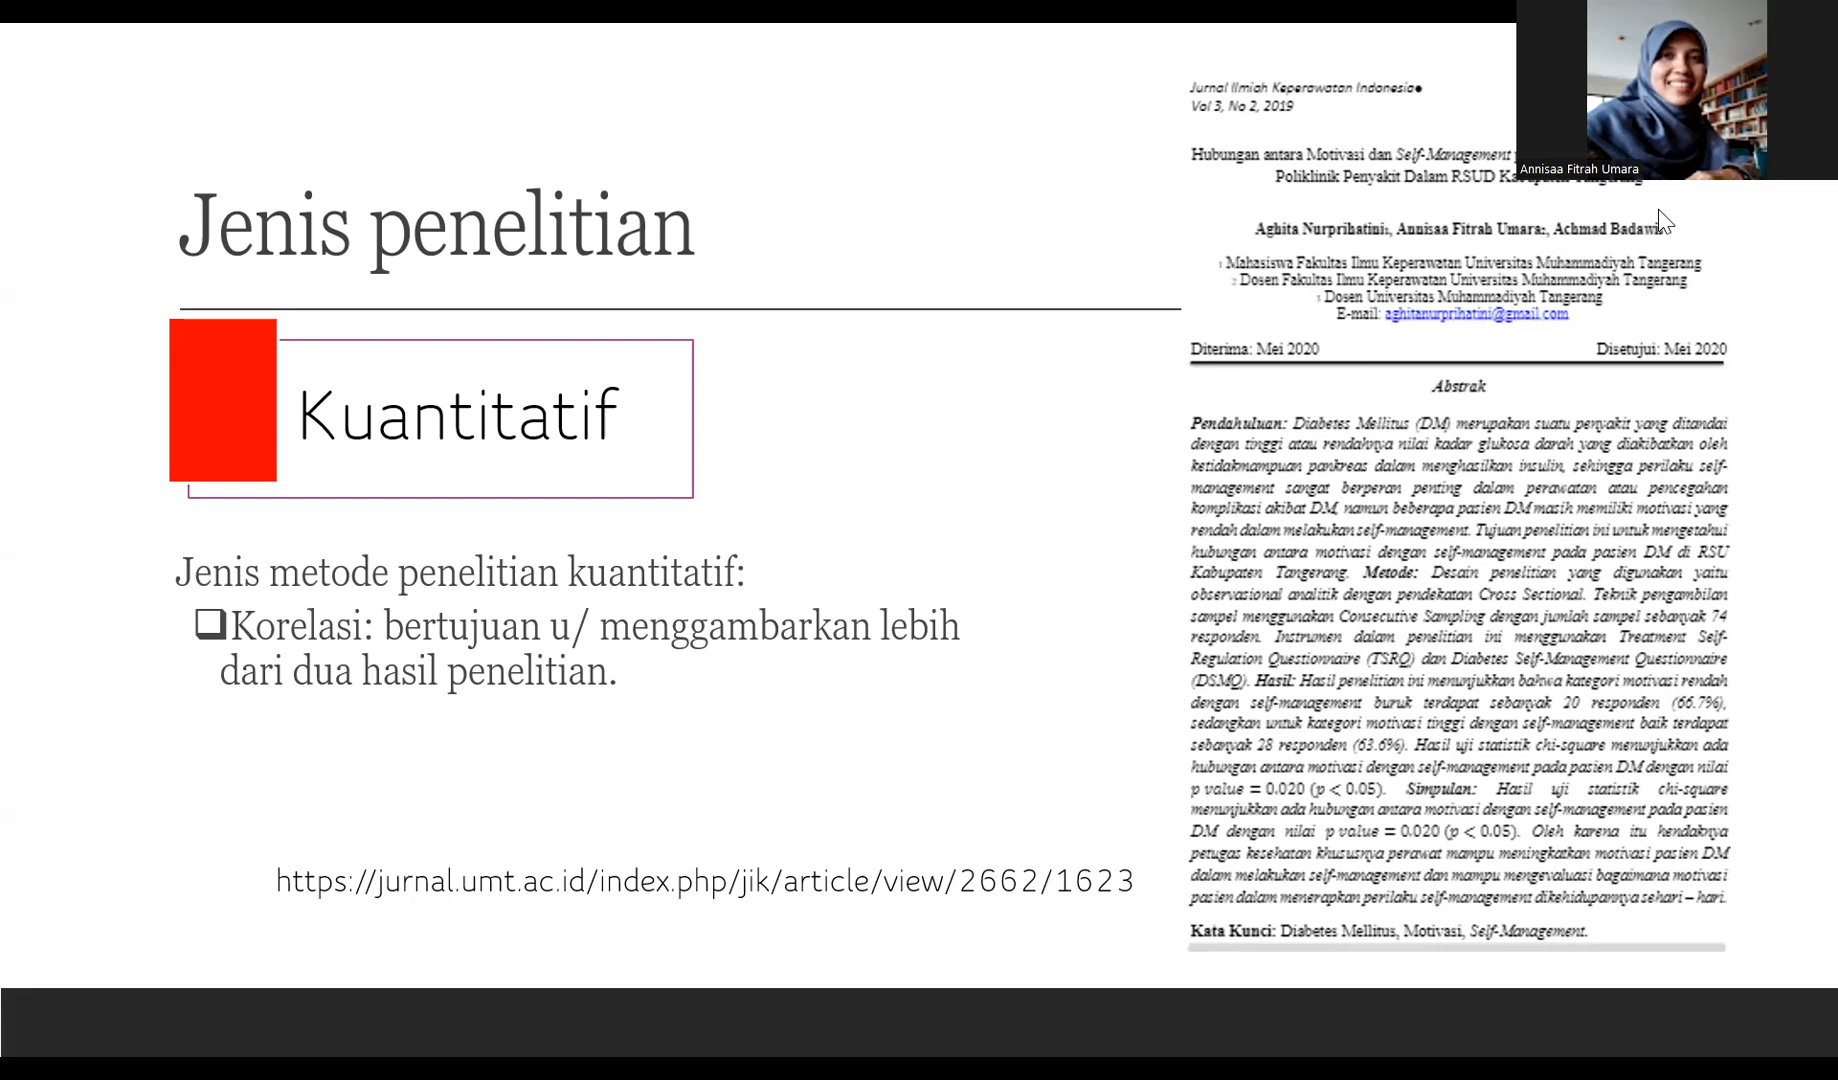 Jenis penelitian
Kuantitatif
Jenis metode penelitian kuantitatif:
Korelasi: bertujuan u/ menggambarkan lebih
dari dua hasil penelitian.
https://jurnal.umt.ac.id/index.php/jik/article/view/2662/1623
Jurnal Ilmiah Keperawatan Indonesia
Vol 3, No 2, 2019
Hubungan antara Motivasi dan Self-Management
Poliklinik Penyakit Dalam RSUD Kabupaten Tangerang
Aghita Nurprihatini1, Annisaa Fitrah Umara2, Achmad Badawi
1 Mahasiswa Fakultas Ilmu Keperawatan Universitas Muhammadiyah Tangerang
2 Dosen Fakultas Ilmu Keperawatan Universitas Muhammadiyah Tangerang
3 Dosen Universitas Muhammadiyah Tangerang
E-mail: aghitanurprihatini@gmail.com
Diterima: Mei 2020 Disetujui: Mei 2020
Abstrak
Pendahuluan: Diabetes Mellitus (DM) merupakan suatu penyakit yang ditandai
dengan tinggi atau rendahnya nilai kadar glukosa darah yang diakibatkan oleh
ketidakmampuan pankreas dalam menghasilkan insulin, sehingga perilaku self-
management sangat berperan penting dalam perawatan atau pencegahan
komplikasi akibat DM, namun beberapa pasien DM masih memiliki motivasi yang
rendah dalam melakukan self-management. Tujuan penelitian ini untuk mengetahui
hubungan antara motivasi dengan self-management pada pasien DM di RSU
Kabupaten Tangerang. Metode: Desain penelitian yang digunakan yaitu
observasional analitik dengan pendekatan Cross Sectional. Teknik pengambilan
sampel menggunakan Consecutive Sampling dengan jumlah sampel sebanyak 74
responden. Instrumen dalam penelitian ini menggunakan Treatment Self-
Regulation Questionnaire (TSRQ) dan Diabetes Self-Management Questionnaire
(DSMQ). Hasil: Hasil penelitian ini menunjukkan bahwa kategori motivasi rendah
dengan self-management buruk terdapat sebanyak 20 responden (66.7%),
sedangkan untuk kategori motivasi tinggi dengan self-management baik terdapat
sebanyak 28 responden (63.6%). Hasil uji statistik chi-square menunjukkan ada
hubungan antara motivasi dengan self-management pada pasien DM dengan nilai
p value = 0.020 (p < 0.05). Simpulan: Hasil uji statistik chi-square
menunjukkan ada hubungan antara motivasi dengan self-management pada pasien
DM dengan nilai p value = 0.020 (p < 0.05). Oleh karena itu hendaknya
petugas kesehatan khususnya perawat mampu meningkatkan motivasi pasien DM
dalam melakukan self-management dan mampu mengevaluasi bagaimana motivasi
pasien dalam menerapkan perilaku self-management dikehidupannya sehari – hari.
Kata Kunci: Diabetes Mellitus, Motivasi, Self-Management.
Annisaa Fitrah Umara